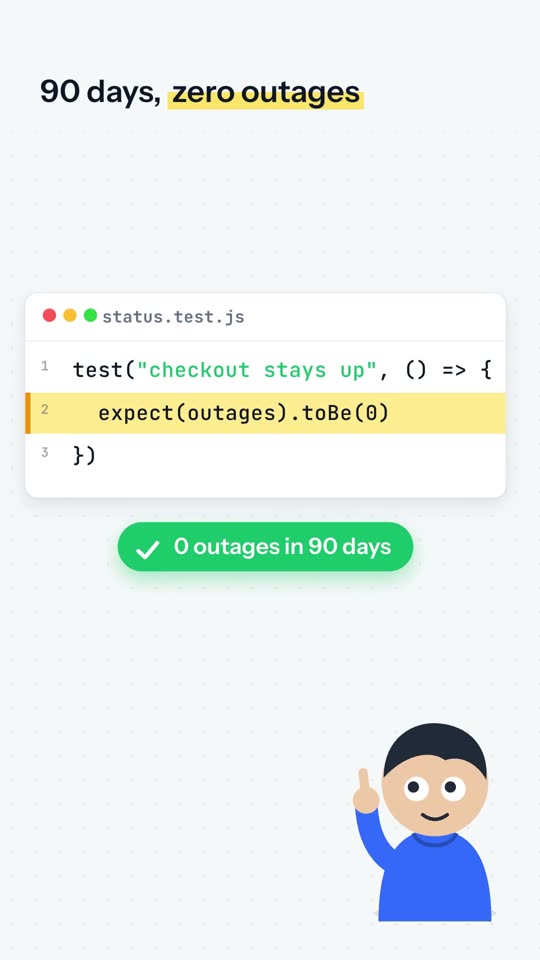 90 days, zero outages
status.test.js
1 test("checkout stays up", () => {
2 expect(outages).toBe(0)
3 })
0 outages in 90 days